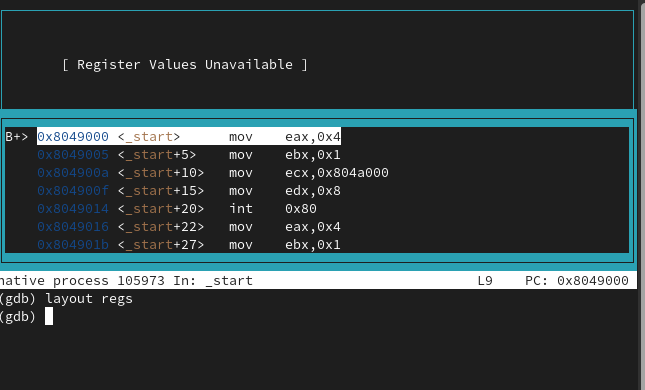 [ Register Values Unavailable ]
B+> 0x8049000 <_start>      mov    eax,0x4
0x8049005 <_start+5>    mov    ebx,0x1
0x804900a <_start+10>   mov    ecx,0x804a000
0x804900f <_start+15>   mov    edx,0x8
0x8049014 <_start+20>   int    0x80
0x8049016 <_start+22>   mov    eax,0x4
0x804901b <_start+27>   mov    ebx,0x1
native process 105973 In: _start                            L9    PC: 0x8049000
(gdb) layout regs
(gdb)